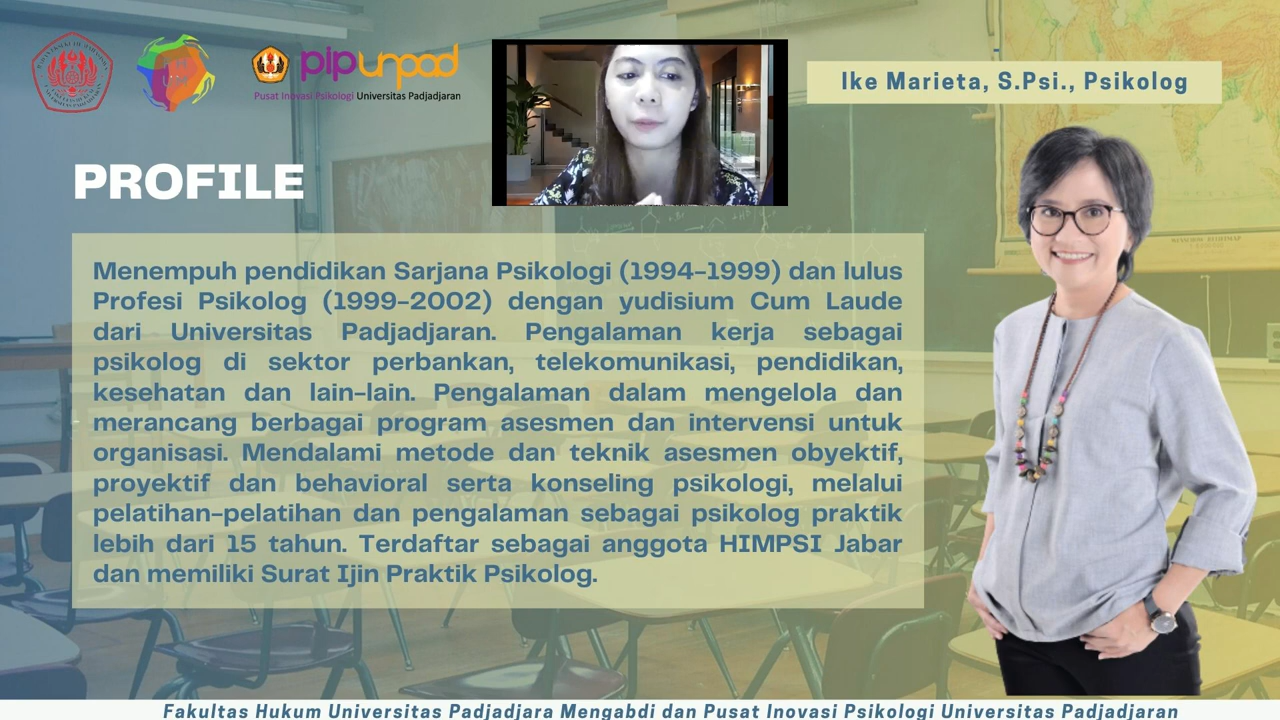 pipunpad
Pusat Inovasi Psikologi Universitas Padjadjaran
Ike Marieta, S.Psi., Psikolog
PROFILE
Menempuh pendidikan Sarjana Psikologi (1994-1999) dan lulus
Profesi Psikolog (1999-2002) dengan yudisium Cum Laude
dari Universitas Padjadjaran. Pengalaman kerja sebagai
psikolog di sektor perbankan, telekomunikasi, pendidikan,
kesehatan dan lain-lain. Pengalaman dalam mengelola dan
merancang berbagai program asesmen dan intervensi untuk
organisasi. Mendalami metode dan teknik asesmen obyektif,
proyektif dan behavioral serta konseling psikologi, melalui
pelatihan-pelatihan dan pengalaman sebagai psikolog praktik
lebih dari 15 tahun. Terdaftar sebagai anggota HIMPSI Jabar
dan memiliki Surat Ijin Praktik Psikolog.
Fakultas Hukum Universitas Padjadjara Mengabdi dan Pusat Inovasi Psikologi Universitas Padjadjaran